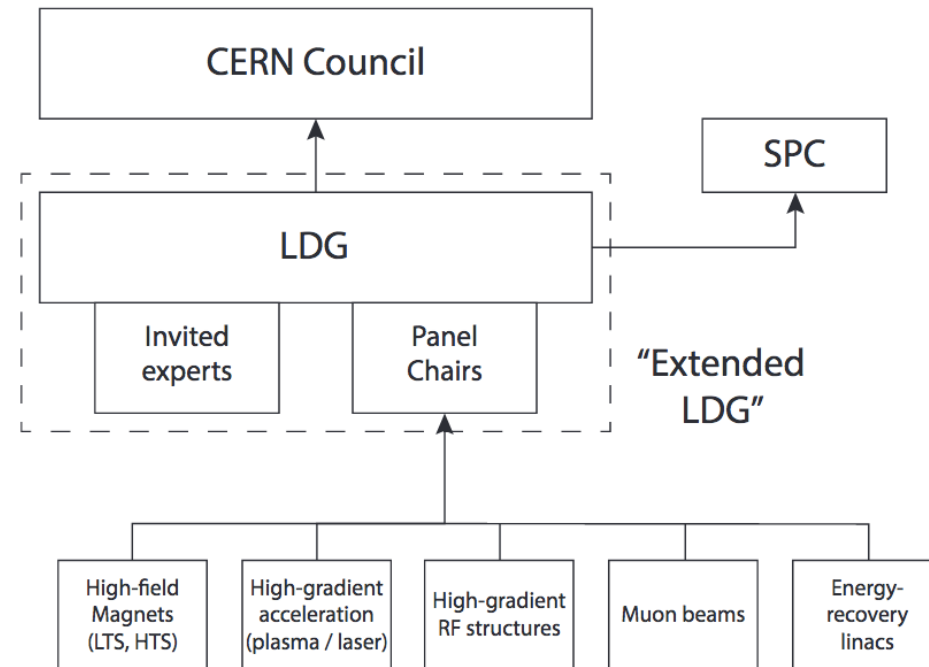 CERN Council
SPC
LDG
Invited
experts
Panel
Chairs
“Extended
LDG”
High-field
Magnets
(LTS, HTS)
High-gradient
acceleration
(plasma / laser)
High-gradient
RF structures
Muon beams
Energy-
recovery
linacs